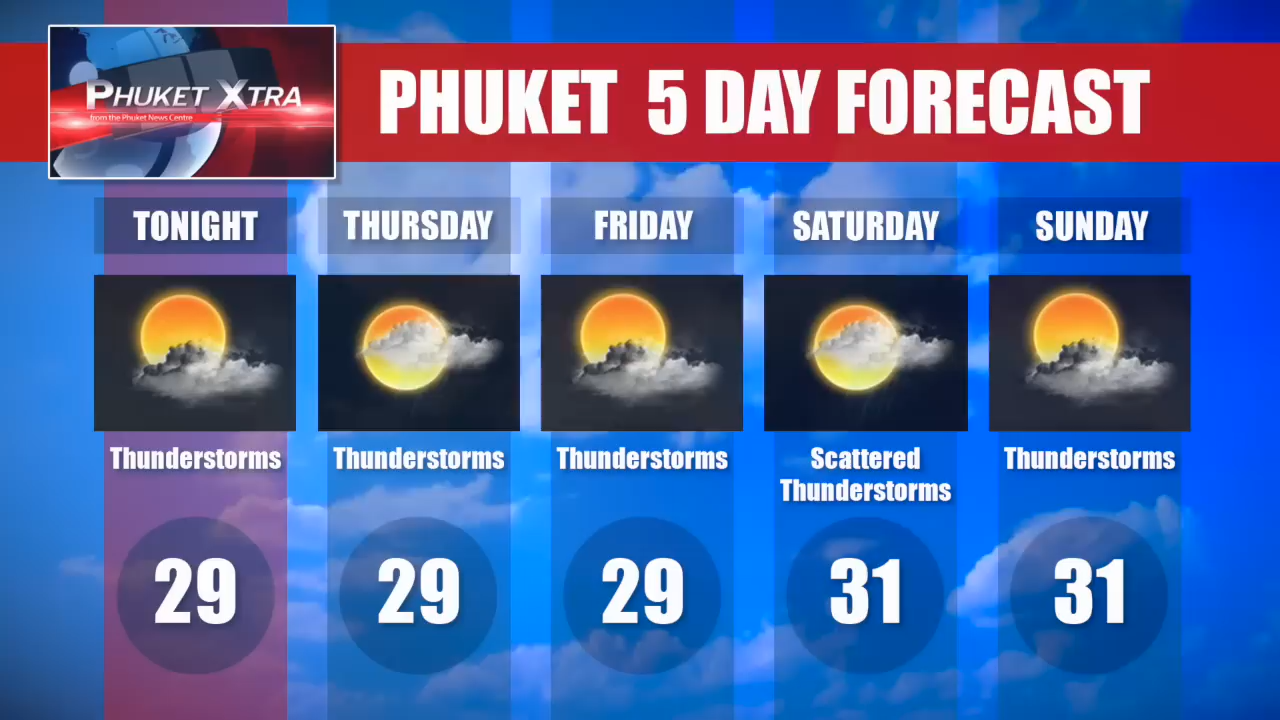 PHUKET XTRA
from the Phuket News Centre
PHUKET 5 DAY FORECAST
TONIGHT
THURSDAY
FRIDAY
SATURDAY
SUNDAY
Thunderstorms
Thunderstorms
Thunderstorms
Scattered
Thunderstorms
Thunderstorms
29
29
29
31
31